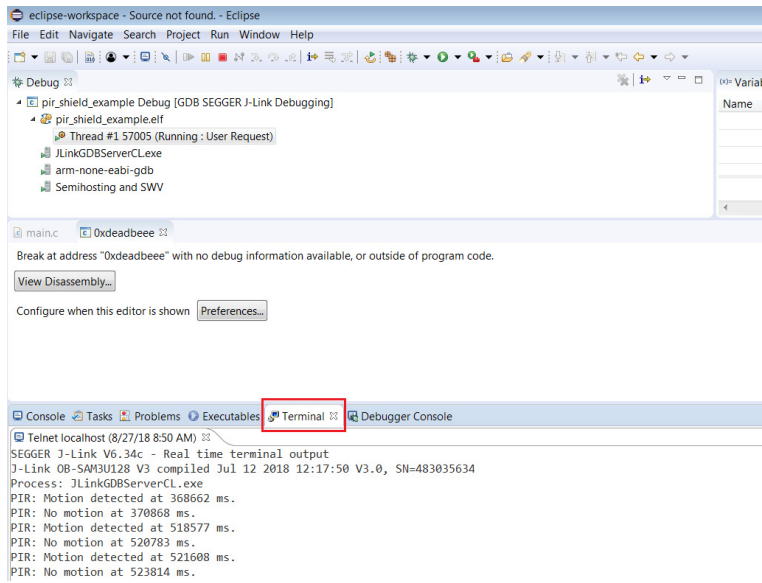 eclipse-workspace - Source not found. - Eclipse
File Edit Navigate Search Project Run Window Help
Debug
pir_shield_example Debug [GDB SEGGER J-Link Debugging]
pir_shield_example.elf
Thread #1 57005 (Running : User Request)
JLinkGDBServerCL.exe
arm-none-eabi-gdb
Semihosting and SWV
(x)= Variab
Name
main.c 0xdeadbeee
Break at address "0xdeadbeee" with no debug information available, or outside of program code.
View Disassembly...
Configure when this editor is shown Preferences...
Console Tasks Problems Executables Terminal Debugger Console
Telnet localhost (8/27/18 8:50 AM)
SEGGER J-Link V6.34c - Real time terminal output
J-Link OB-SAM3U128 V3 compiled Jul 12 2018 12:17:50 V3.0, SN=483035634
Process: JLinkGDBServerCL.exe
PIR: Motion detected at 368662 ms.
PIR: No motion at 370868 ms.
PIR: Motion detected at 518577 ms.
PIR: No motion at 520783 ms.
PIR: Motion detected at 521608 ms.
PIR: No motion at 523814 ms.